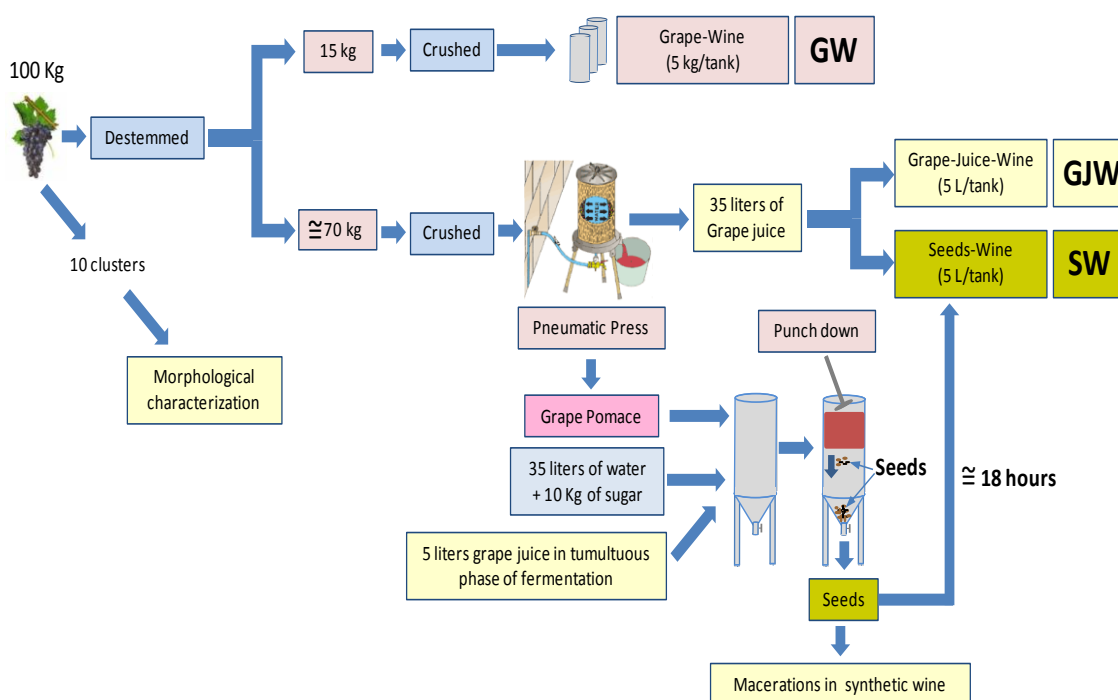 100 Kg
Destemmed
15 kg
Crushed
Grape-Wine
(5 kg/tank)
GW
≅70 kg
Crushed
35 liters of
Grape juice
Grape-Juice-Wine
(5 L/tank)
GJW
Seeds-Wine
(5 L/tank)
SW
10 clusters
Morphological
characterization
Pneumatic Press
Punch down
Grape Pomace
35 liters of water
+ 10 Kg of sugar
5 liters grape juice in tumultuous
phase of fermentation
Seeds
≅ 18 hours
Seeds
Macerations in synthetic wine